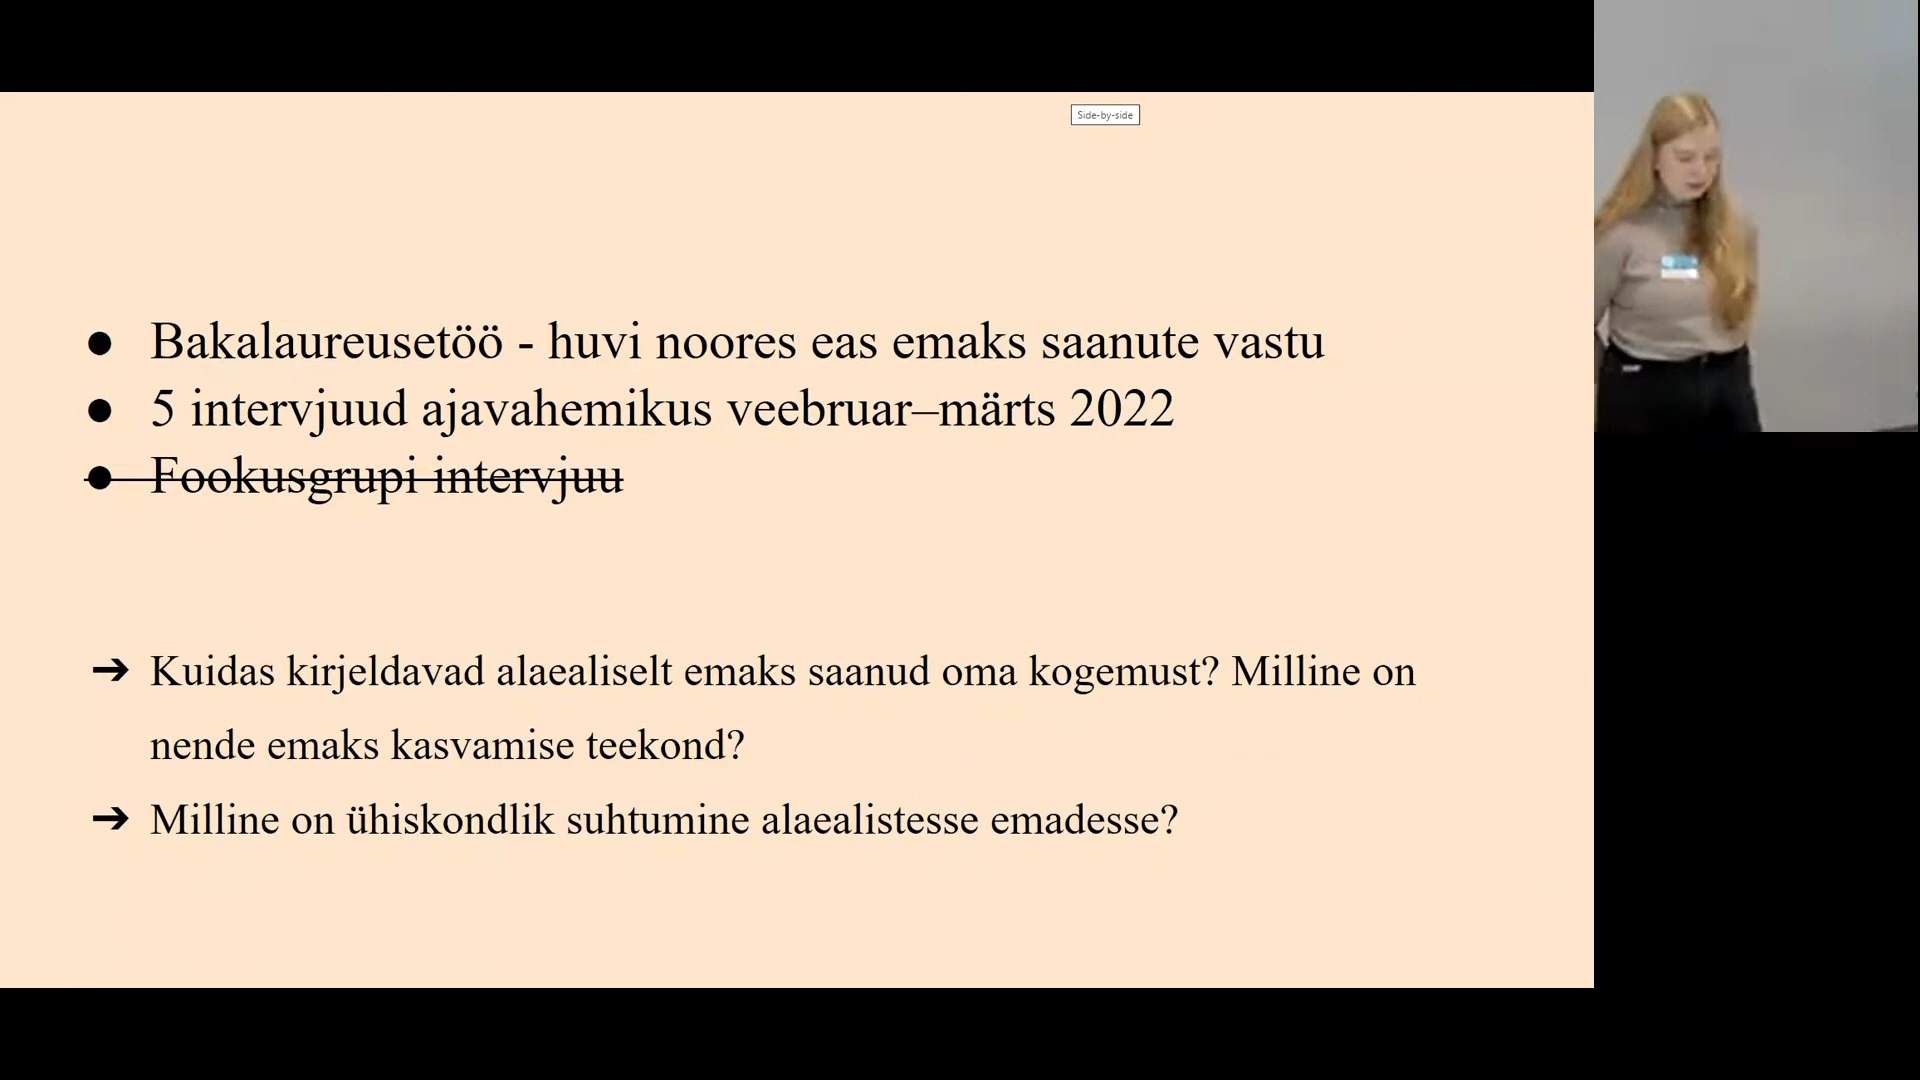 Side-by-side
● Bakalaureusetöö - huvi noores eas emaks saanute vastu
● 5 intervjuud ajavahemikus veebruar–märts 2022
● Fookusgrupi intervjuu
➔ Kuidas kirjeldavad alaealiselt emaks saanud oma kogemust? Milline on
nende emaks kasvamise teekond?
➔ Milline on ühiskondlik suhtumine alaealistesse emadesse?